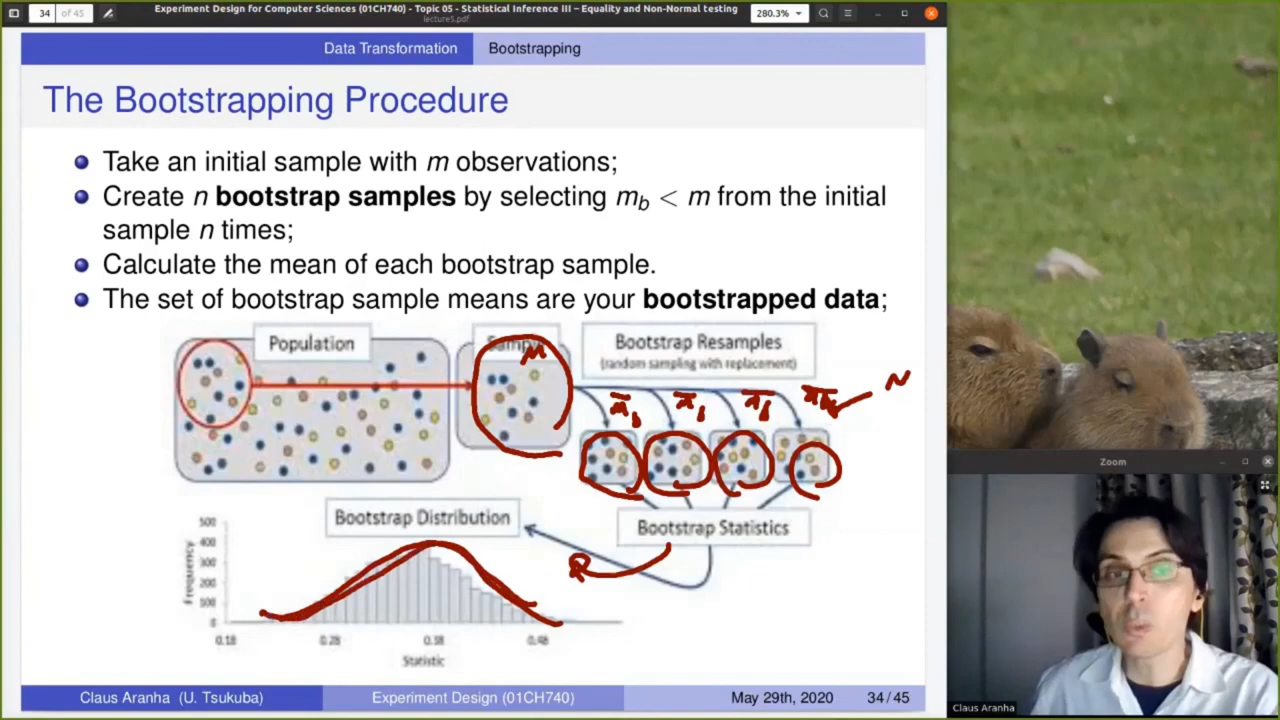 34 of 45
Experiment Design for Computer Sciences (01CH740) - Topic 05 - Statistical Inference III – Equality and Non-Normal testing
lecture5.pdf
280.3%
Data Transformation Bootstrapping
The Bootstrapping Procedure
Take an initial sample with m observations;
Create n bootstrap samples by selecting m_b < m from the initial
sample n times;
Calculate the mean of each bootstrap sample.
The set of bootstrap sample means are your bootstrapped data;
Population
Bootstrap Resamples
(random sampling with replacement)
M
N
Bootstrap Distribution
Bootstrap Statistics
500
400
300
200
100
0
Frequency
0.18 0.28 0.38 0.48
Statistic
Claus Aranha (U. Tsukuba) Experiment Design (01CH740) May 29th, 2020 34 / 45
Zoom
Claus Aranha